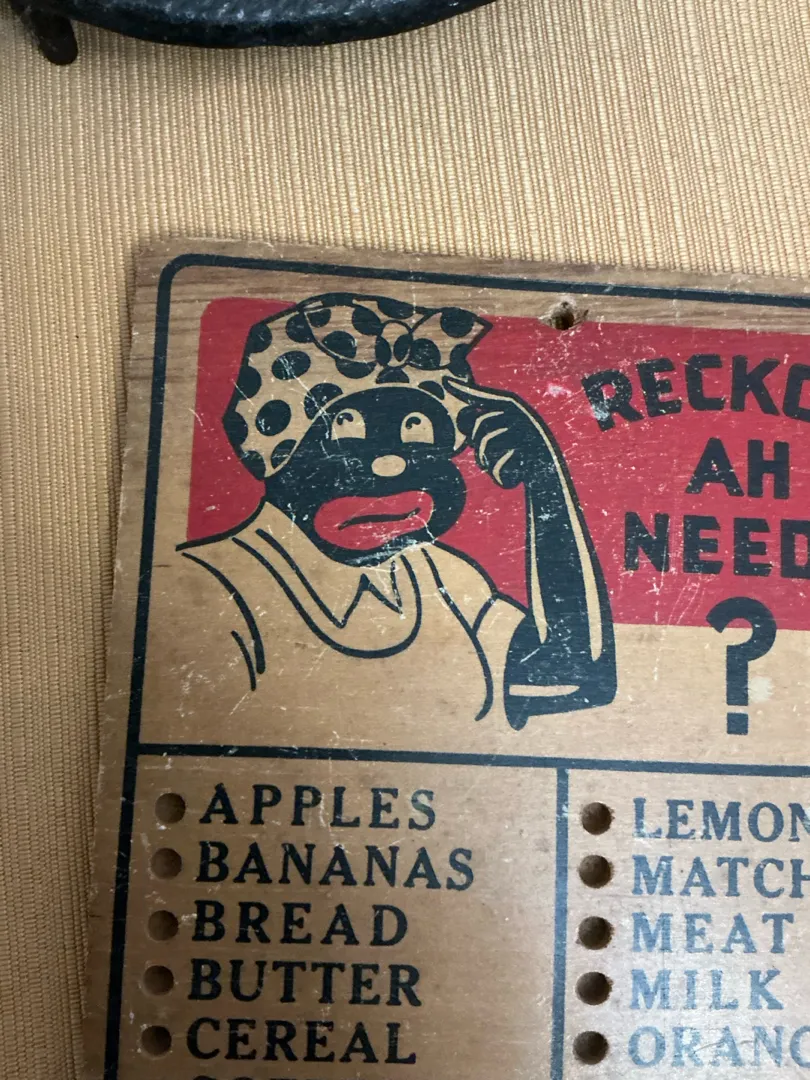 RECKO
AH
NEED
?
APPLES
BANANAS
BREAD
BUTTER
CEREAL
LEMON
MATCH
MEAT
MILK
ORANG